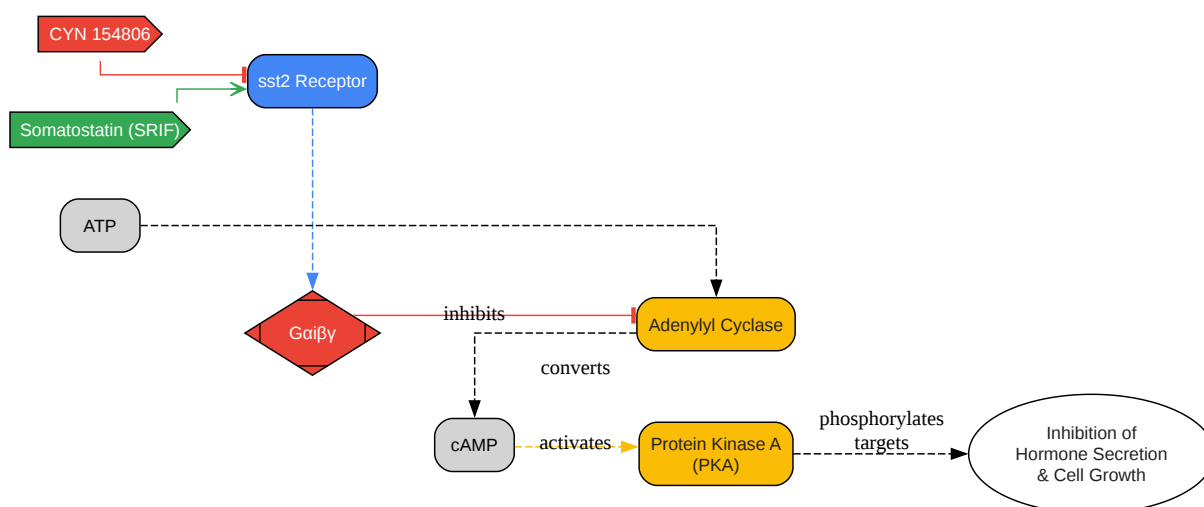 CYN 154806
sst2 Receptor
Somatostatin (SRIF)
ATP
Gαiβγ
inhibits
Adenylyl Cyclase
converts
cAMP
activates
Protein Kinase A
(PKA)
phosphorylates
targets
Inhibition of
Hormone Secretion
& Cell Growth